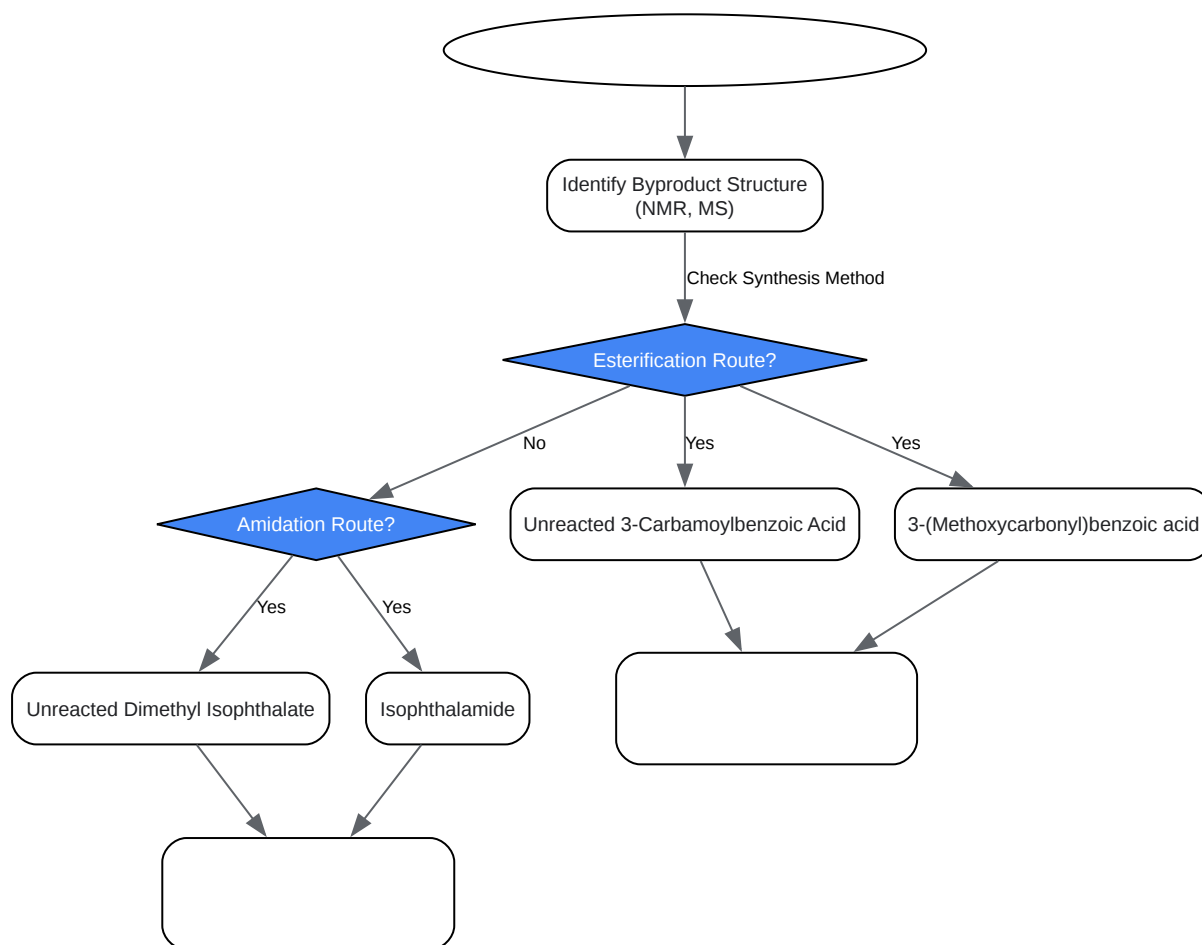 Identify Byproduct Structure
(NMR, MS)
Check Synthesis Method
Esterification Route?
No
Yes
Yes
Amidation Route?
Unreacted 3-Carbamoylbenzoic Acid
3-(Methoxycarbonyl)benzoic acid
Yes
Yes
Unreacted Dimethyl Isophthalate
Isophthalamide